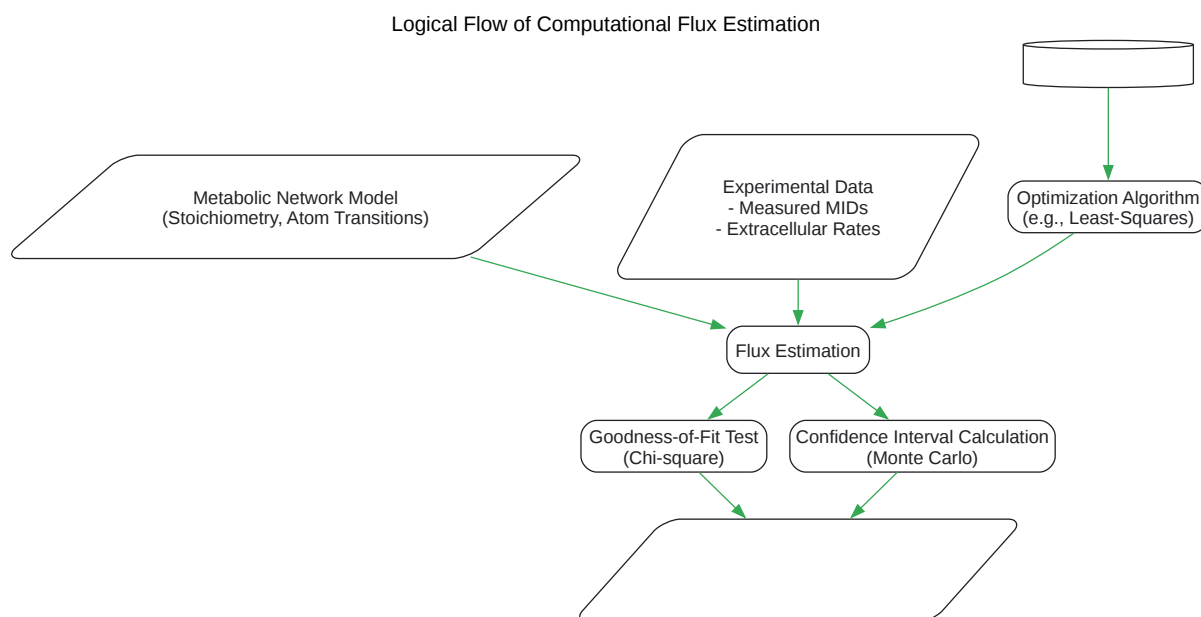 Logical Flow of Computational Flux Estimation
Metabolic Network Model
(Stoichiometry, Atom Transitions)
Experimental Data
- Measured MIDs
- Extracellular Rates
Optimization Algorithm
(e.g., Least-Squares)
Flux Estimation
Goodness-of-Fit Test
(Chi-square)
Confidence Interval Calculation
(Monte Carlo)